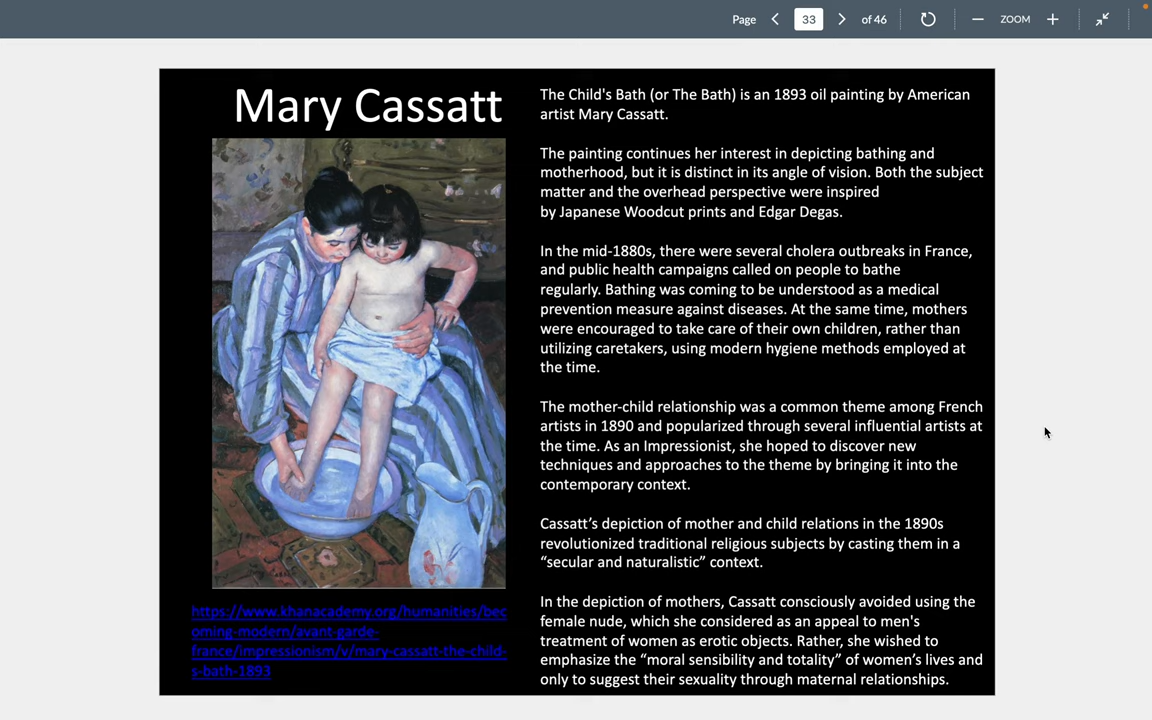 Page 33 of 46 ZOOM
Mary Cassatt
https://www.khanacademy.org/humanities/bec
oming-modern/avant-garde-
france/impressionism/v/mary-cassatt-the-child-
s-bath-1893
The Child's Bath (or The Bath) is an 1893 oil painting by American
artist Mary Cassatt.
The painting continues her interest in depicting bathing and
motherhood, but it is distinct in its angle of vision. Both the subject
matter and the overhead perspective were inspired
by Japanese Woodcut prints and Edgar Degas.
In the mid-1880s, there were several cholera outbreaks in France,
and public health campaigns called on people to bathe
regularly. Bathing was coming to be understood as a medical
prevention measure against diseases. At the same time, mothers
were encouraged to take care of their own children, rather than
utilizing caretakers, using modern hygiene methods employed at
the time.
The mother-child relationship was a common theme among French
artists in 1890 and popularized through several influential artists at
the time. As an Impressionist, she hoped to discover new
techniques and approaches to the theme by bringing it into the
contemporary context.
Cassatt’s depiction of mother and child relations in the 1890s
revolutionized traditional religious subjects by casting them in a
“secular and naturalistic” context.
In the depiction of mothers, Cassatt consciously avoided using the
female nude, which she considered as an appeal to men's
treatment of women as erotic objects. Rather, she wished to
emphasize the “moral sensibility and totality” of women’s lives and
only to suggest their sexuality through maternal relationships.